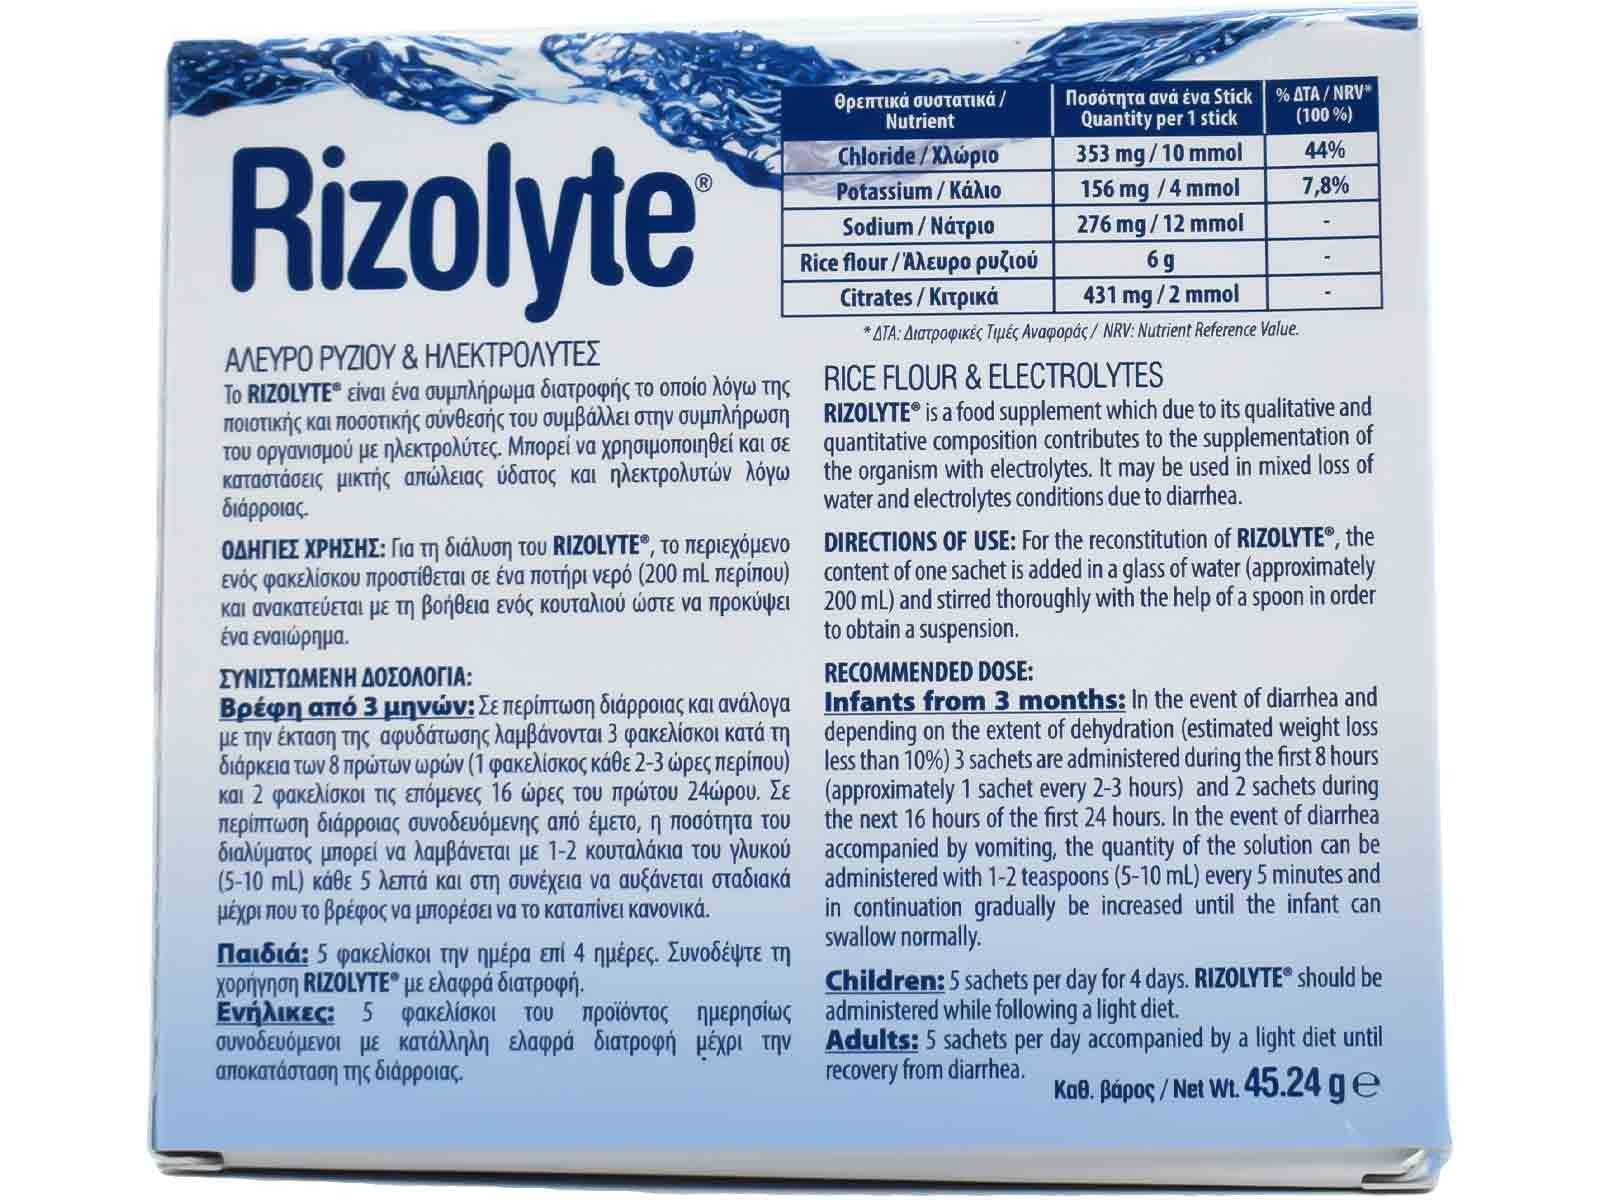 Rizolyte®
ΑΛΕΥΡΟ ΡΥΖΙΟΥ & ΗΛΕΚΤΡΟΛΥΤΕΣ
Το RIZOLYTE® είναι ένα συμπλήρωμα διατροφής το οποίο λόγω της
ποιοτικής και ποσοτικής σύνθεσής του συμβάλλει στην συμπλήρωση
του οργανισμού με ηλεκτρολύτες. Μπορεί να χρησιμοποιηθεί και σε
καταστάσεις μικτής απώλειας ύδατος και ηλεκτρολυτών λόγω
διάρροιας.
ΟΔΗΓΙΕΣ ΧΡΗΣΗΣ: Για τη διάλυση του RIZOLYTE®, το περιεχόμενο
ενός φακελίσκου προστίθεται σε ένα ποτήρι νερό (200 mL περίπου)
και ανακατεύεται με τη βοήθεια ενός κουταλιού ώστε να προκύψει
ένα εναιώρημα.
ΣΥΝΙΣΤΩΜΕΝΗ ΔΟΣΟΛΟΓΙΑ:
Βρέφη από 3 μηνών: Σε περίπτωση διάρροιας και ανάλογα
με την έκταση της αφυδάτωσης λαμβάνονται 3 φακελίσκοι κατά τη
διάρκεια των 8 πρώτων ωρών (1 φακελίσκος κάθε 2-3 ώρες περίπου)
και 2 φακελίσκοι τις επόμενες 16 ώρες του πρώτου 24ώρου. Σε
περίπτωση διάρροιας συνοδευόμενης από έμετο, η ποσότητα του
διαλύματος μπορεί να λαμβάνεται με 1-2 κουταλάκια του γλυκού
(5-10 mL) κάθε 5 λεπτά και στη συνέχεια να αυξάνεται σταδιακά
μέχρι που το βρέφος να μπορέσει να το καταπίνει κανονικά.
Παιδιά: 5 φακελίσκοι την ημέρα επί 4 ημέρες. Συνοδέψτε τη
χορήγηση RIZOLYTE® με ελαφρά διατροφή.
Ενήλικες: 5 φακελίσκοι του προϊόντος ημερησίως
συνοδευόμενοι με κατάλληλη ελαφρά διατροφή μέχρι την
αποκατάσταση της διάρροιας.
Θρεπτικά συστατικά / Nutrient Ποσότητα ανά ένα Stick Quantity per 1 stick % ΔΤΑ / NRV* (100 %)
Chloride / Χλώριο 353 mg / 10 mmol 44%
Potassium / Κάλιο 156 mg / 4 mmol 7,8%
Sodium / Νάτριο 276 mg / 12 mmol -
Rice flour / Άλευρο ρυζιού 6 g -
Citrates / Κιτρικά 431 mg / 2 mmol -
* ΔΤΑ: Διατροφικές Τιμές Αναφοράς / NRV: Nutrient Reference Value.
RICE FLOUR & ELECTROLYTES
RIZOLYTE® is a food supplement which due to its qualitative and
quantitative composition contributes to the supplementation of
the organism with electrolytes. It may be used in mixed loss of
water and electrolytes conditions due to diarrhea.
DIRECTIONS OF USE: For the reconstitution of RIZOLYTE®, the
content of one sachet is added in a glass of water (approximately
200 mL) and stirred thoroughly with the help of a spoon in order
to obtain a suspension.
RECOMMENDED DOSE:
Infants from 3 months: In the event of diarrhea and
depending on the extent of dehydration (estimated weight loss
less than 10%) 3 sachets are administered during the first 8 hours
(approximately 1 sachet every 2-3 hours) and 2 sachets during
the next 16 hours of the first 24 hours. In the event of diarrhea
accompanied by vomiting, the quantity of the solution can be
administered with 1-2 teaspoons (5-10 mL) every 5 minutes and
in continuation gradually be increased until the infant can
swallow normally.
Children: 5 sachets per day for 4 days. RIZOLYTE® should be
administered while following a light diet.
Adults: 5 sachets per day accompanied by a light diet until
recovery from diarrhea.
Καθ. βάρος / Net Wt. 45.24 g ℮